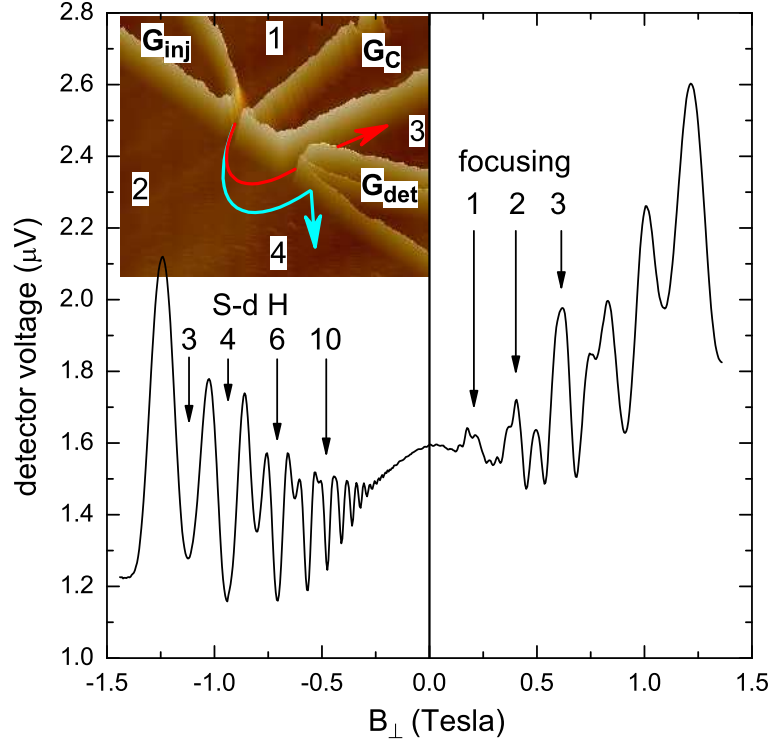 2.8
2.6
2.4
2.2
2.0
1.8
1.6
1.4
1.2
1.0
detector voltage (μV)
G_inj
1
G_C
3
2
G_det
4
focusing
1 2 3
S-d H
3 4 6 10
-1.5 -1.0 -0.5 0.0 0.5 1.0 1.5
B_⊥ (Tesla)